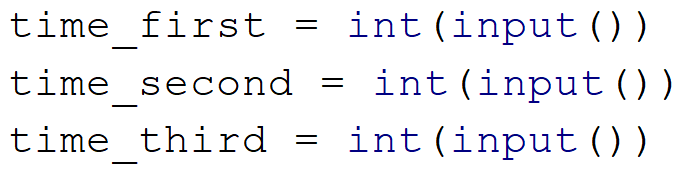 time_first = int(input())
time_second = int(input())
time_third = int(input())